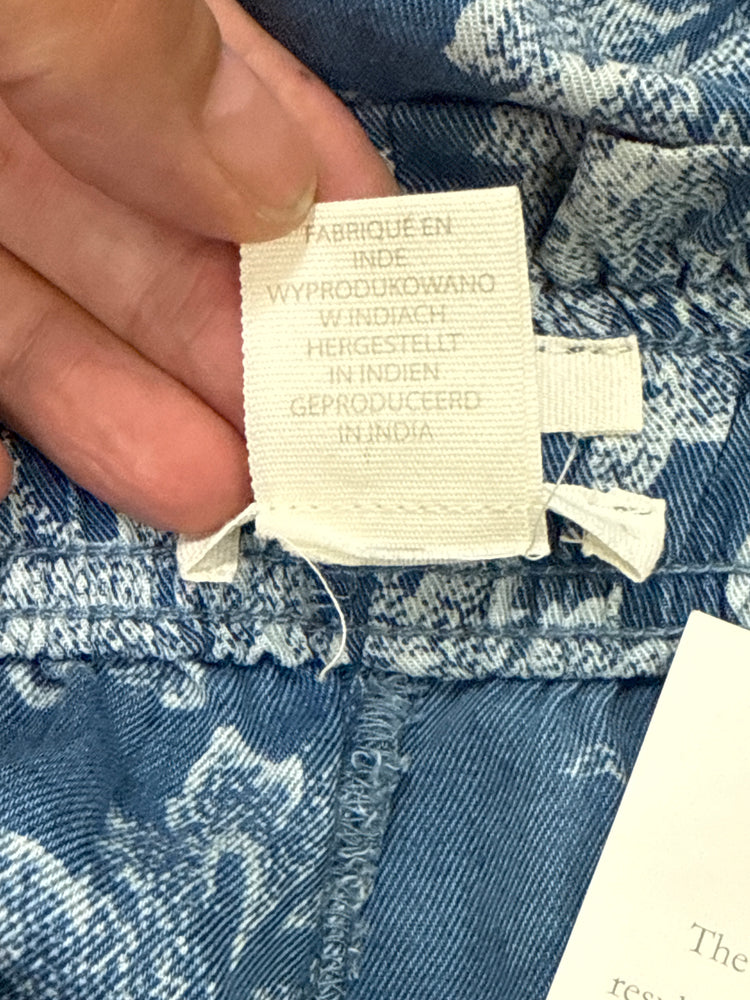 FABRIQUÉ EN
INDE
WYPRODUKOWANO
W INDIACH
HERGESTELLT
IN INDIEN
GEPRODUCEERD
IN INDIA
The